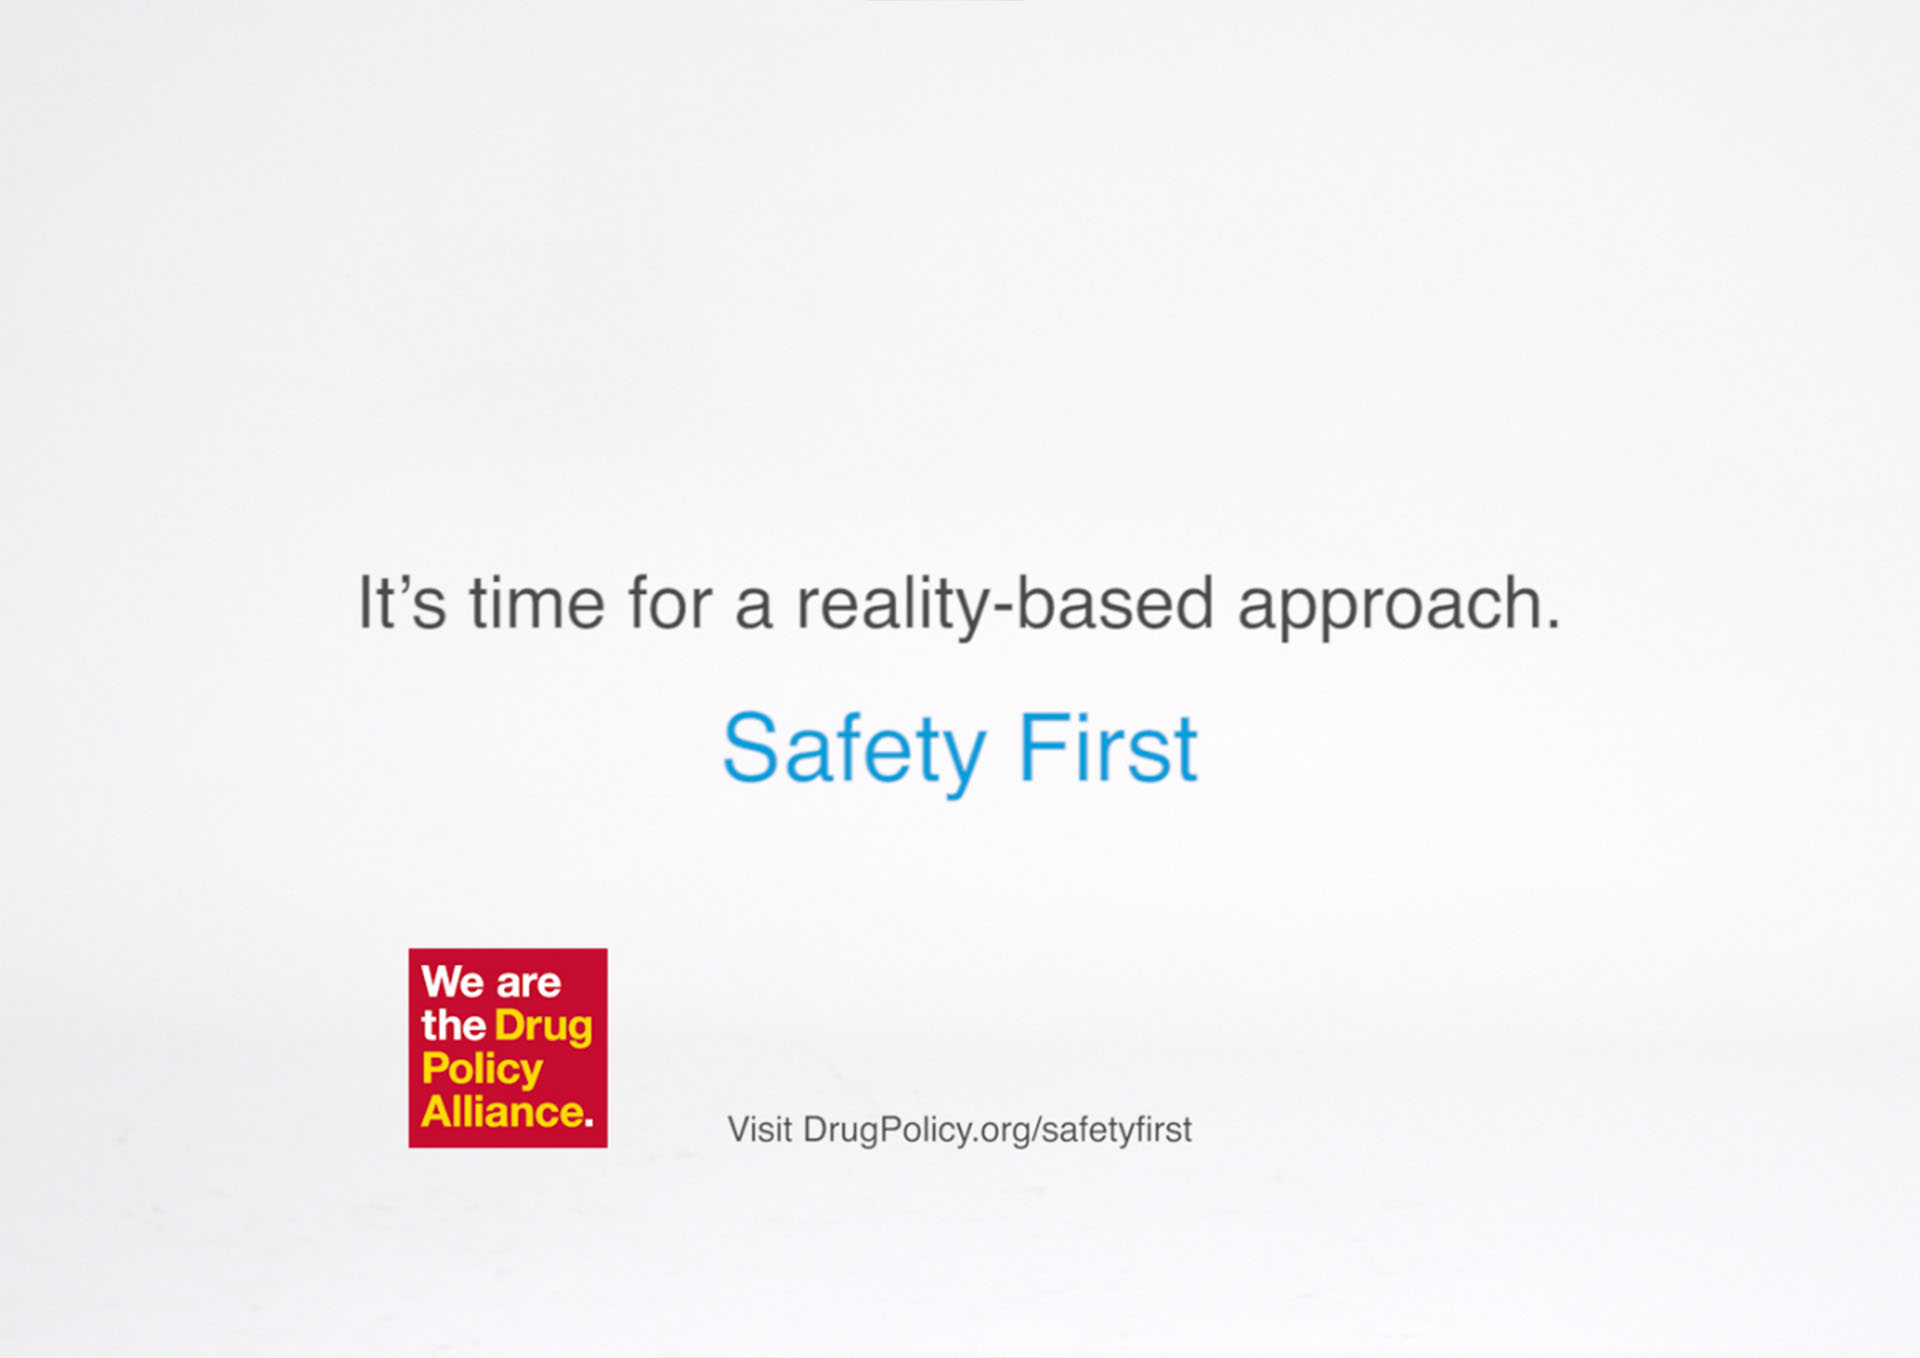 It’s time for a reality-based approach.
Safety First
We are
the Drug
Policy
Alliance.
Visit DrugPolicy.org/safetyfirst